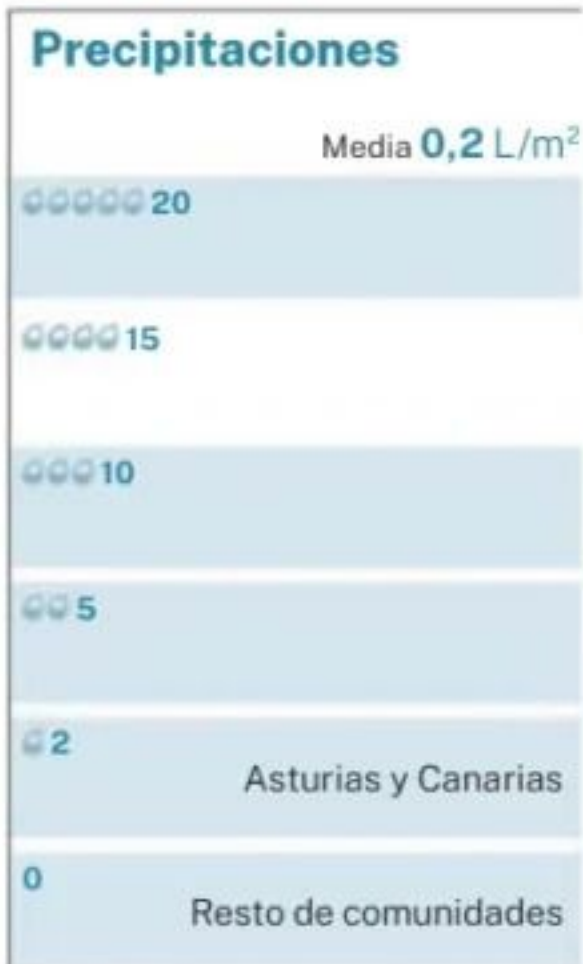 Precipitaciones
Media 0,2 L/m²
20
15
10
5
2
Asturias y Canarias
0
Resto de comunidades